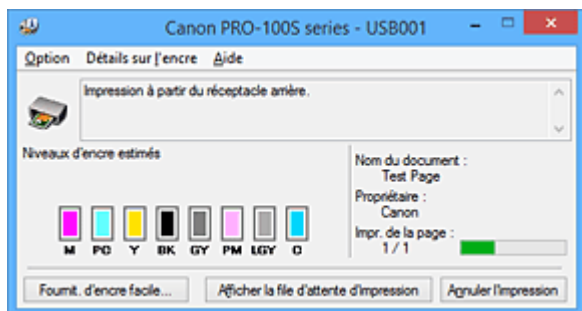 Canon PRO-100S series - USB001
Option Détails sur l'encre Aide
Impression à partir du réceptacle arrière.
Niveaux d'encre estimés
Nom du document :
Test Page
Propriétaire :
Canon
Impr. de la page :
1 / 1
M PC Y BK GY PM LGY C
Fournit. d'encre facile... Afficher la file d'attente d'impression Annuler l'impression